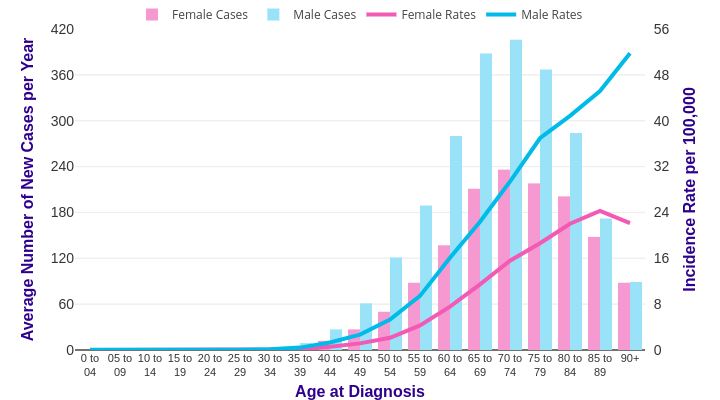 Female Cases Male Cases Female Rates Male Rates
420 56
360 48
300 40
240 32
180 24
120 16
60 8
0 0
Average Number of New Cases per Year
Incidence Rate per 100,000
0 to 05 to 10 to 15 to 20 to 25 to 30 to 35 to 40 to 45 to 50 to 55 to 60 to 65 to 70 to 75 to 80 to 85 to 90+
04 09 14 19 24 29 34 39 44 49 54 59 64 69 74 79 84 89
Age at Diagnosis